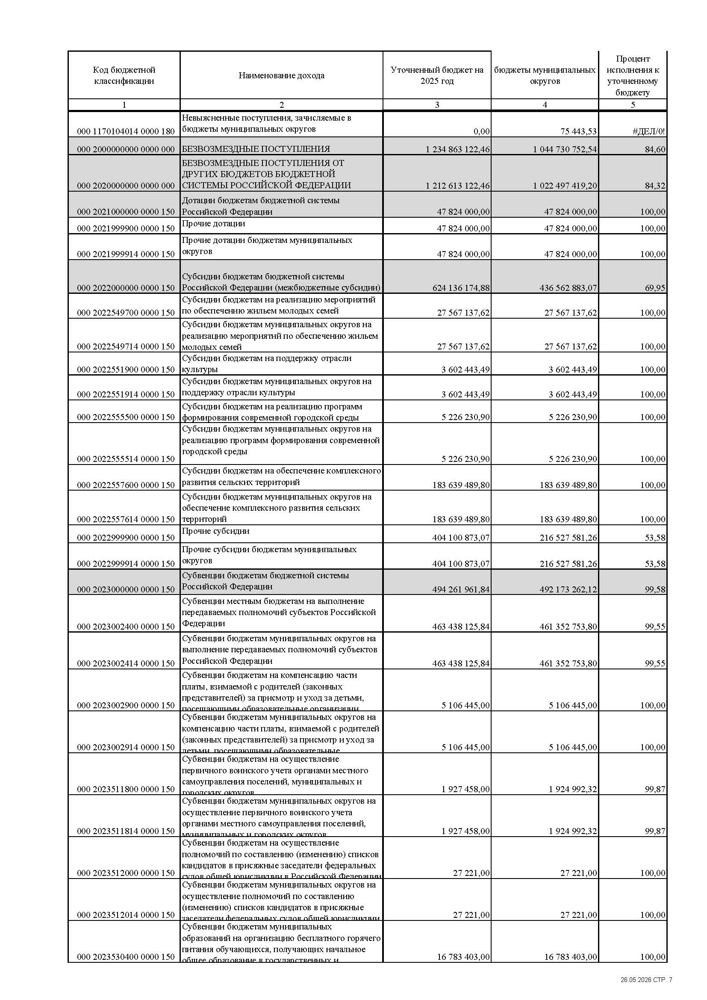 Код бюджетной классификации
Наименование дохода
Уточненный бюджет на 2025 год
бюджеты муниципальных округов
Процент исполнения к уточненному бюджету
1 2 3 4 5
Невыясненные поступления, зачисляемые в
бюджеты муниципальных округов
000 1170104014 0000 180 0,00 75 443,53 #ДЕЛ/0!
000 2000000000 0000 000 БЕЗВОЗМЕЗДНЫЕ ПОСТУПЛЕНИЯ 1 234 863 122,46 1 044 730 752,54 84,60
БЕЗВОЗМЕЗДНЫЕ ПОСТУПЛЕНИЯ ОТ
ДРУГИХ БЮДЖЕТОВ БЮДЖЕТНОЙ
000 2020000000 0000 000 СИСТЕМЫ РОССИЙСКОЙ ФЕДЕРАЦИИ 1 212 613 122,46 1 022 497 419,20 84,32
Дотации бюджетам бюджетной системы
000 2021000000 0000 150 Российской Федерации 47 824 000,00 47 824 000,00 100,00
Прочие дотации
000 2021999900 0000 150 47 824 000,00 47 824 000,00 100,00
Прочие дотации бюджетам муниципальных
округов
000 2021999914 0000 150 47 824 000,00 47 824 000,00 100,00
Субсидии бюджетам бюджетной системы
000 2022000000 0000 150 Российской Федерации (межбюджетные субсидии) 624 136 174,88 436 562 883,07 69,95
Субсидии бюджетам на реализацию мероприятий
по обеспечению жильем молодых семей
000 2022549700 0000 150 27 567 137,62 27 567 137,62 100,00
Субсидии бюджетам муниципальных округов на
реализацию мероприятий по обеспечению жильем
000 2022549714 0000 150 молодых семей 27 567 137,62 27 567 137,62 100,00
Субсидии бюджетам на поддержку отрасли
000 2022551900 0000 150 культуры 3 602 443,49 3 602 443,49 100,00
Субсидии бюджетам муниципальных округов на
поддержку отрасли культуры
000 2022551914 0000 150 3 602 443,49 3 602 443,49 100,00
Субсидии бюджетам на реализацию программ
000 2022555500 0000 150 формирования современной городской среды 5 226 230,90 5 226 230,90 100,00
Субсидии бюджетам муниципальных округов на
реализацию программ формирования современной
городской среды
000 2022555514 0000 150 5 226 230,90 5 226 230,90 100,00
Субсидии бюджетам на обеспечение комплексного
развития сельских территорий
000 2022557600 0000 150 183 639 489,80 183 639 489,80 100,00
Субсидии бюджетам муниципальных округов на
обеспечение комплексного развития сельских
000 2022557614 0000 150 территорий 183 639 489,80 183 639 489,80 100,00
Прочие субсидии
000 2022999900 0000 150 404 100 873,07 216 527 581,26 53,58
Прочие субсидии бюджетам муниципальных
округов
000 2022999914 0000 150 404 100 873,07 216 527 581,26 53,58
Субвенции бюджетам бюджетной системы
Российской Федерации
000 2023000000 0000 150 494 261 961,84 492 173 262,12 99,58
Субвенции местным бюджетам на выполнение
передаваемых полномочий субъектов Российской
Федерации
000 2023002400 0000 150 463 438 125,84 461 352 753,80 99,55
Субвенции бюджетам муниципальных округов на
выполнение передаваемых полномочий субъектов
Российской Федерации
000 2023002414 0000 150 463 438 125,84 461 352 753,80 99,55
Субвенции бюджетам на компенсацию части
платы, взимаемой с родителей (законных
представителей) за присмотр и уход за детьми,
000 2023002900 0000 150 посещающими образовательные организации 5 106 445,00 5 106 445,00 100,00
Субвенции бюджетам муниципальных округов на
компенсацию части платы, взимаемой с родителей
(законных представителей) за присмотр и уход за
000 2023002914 0000 150 детьми, посещающими образовательные 5 106 445,00 5 106 445,00 100,00
Субвенции бюджетам на осуществление
первичного воинского учета органами местного
самоуправления поселений, муниципальных и
000 2023511800 0000 150 городских округов 1 927 458,00 1 924 992,32 99,87
Субвенции бюджетам муниципальных округов на
осуществление первичного воинского учета
органами местного самоуправления поселений,
000 2023511814 0000 150 муниципальных и городских округов 1 927 458,00 1 924 992,32 99,87
Субвенции бюджетам на осуществление
полномочий по составлению (изменению) списков
кандидатов в присяжные заседатели федеральных
000 2023512000 0000 150 судов общей юрисдикции в Российской Федерации 27 221,00 27 221,00 100,00
Субвенции бюджетам муниципальных округов на
осуществление полномочий по составлению
(изменению) списков кандидатов в присяжные
000 2023512014 0000 150 заседатели федеральных судов общей юрисдикции 27 221,00 27 221,00 100,00
Субвенции бюджетам муниципальных
образований на организацию бесплатного горячего
питания обучающихся, получающих начальное
000 2023530400 0000 150 общее образование в государственных и 16 783 403,00 16 783 403,00 100,00
26.05.2026 СТР. 7